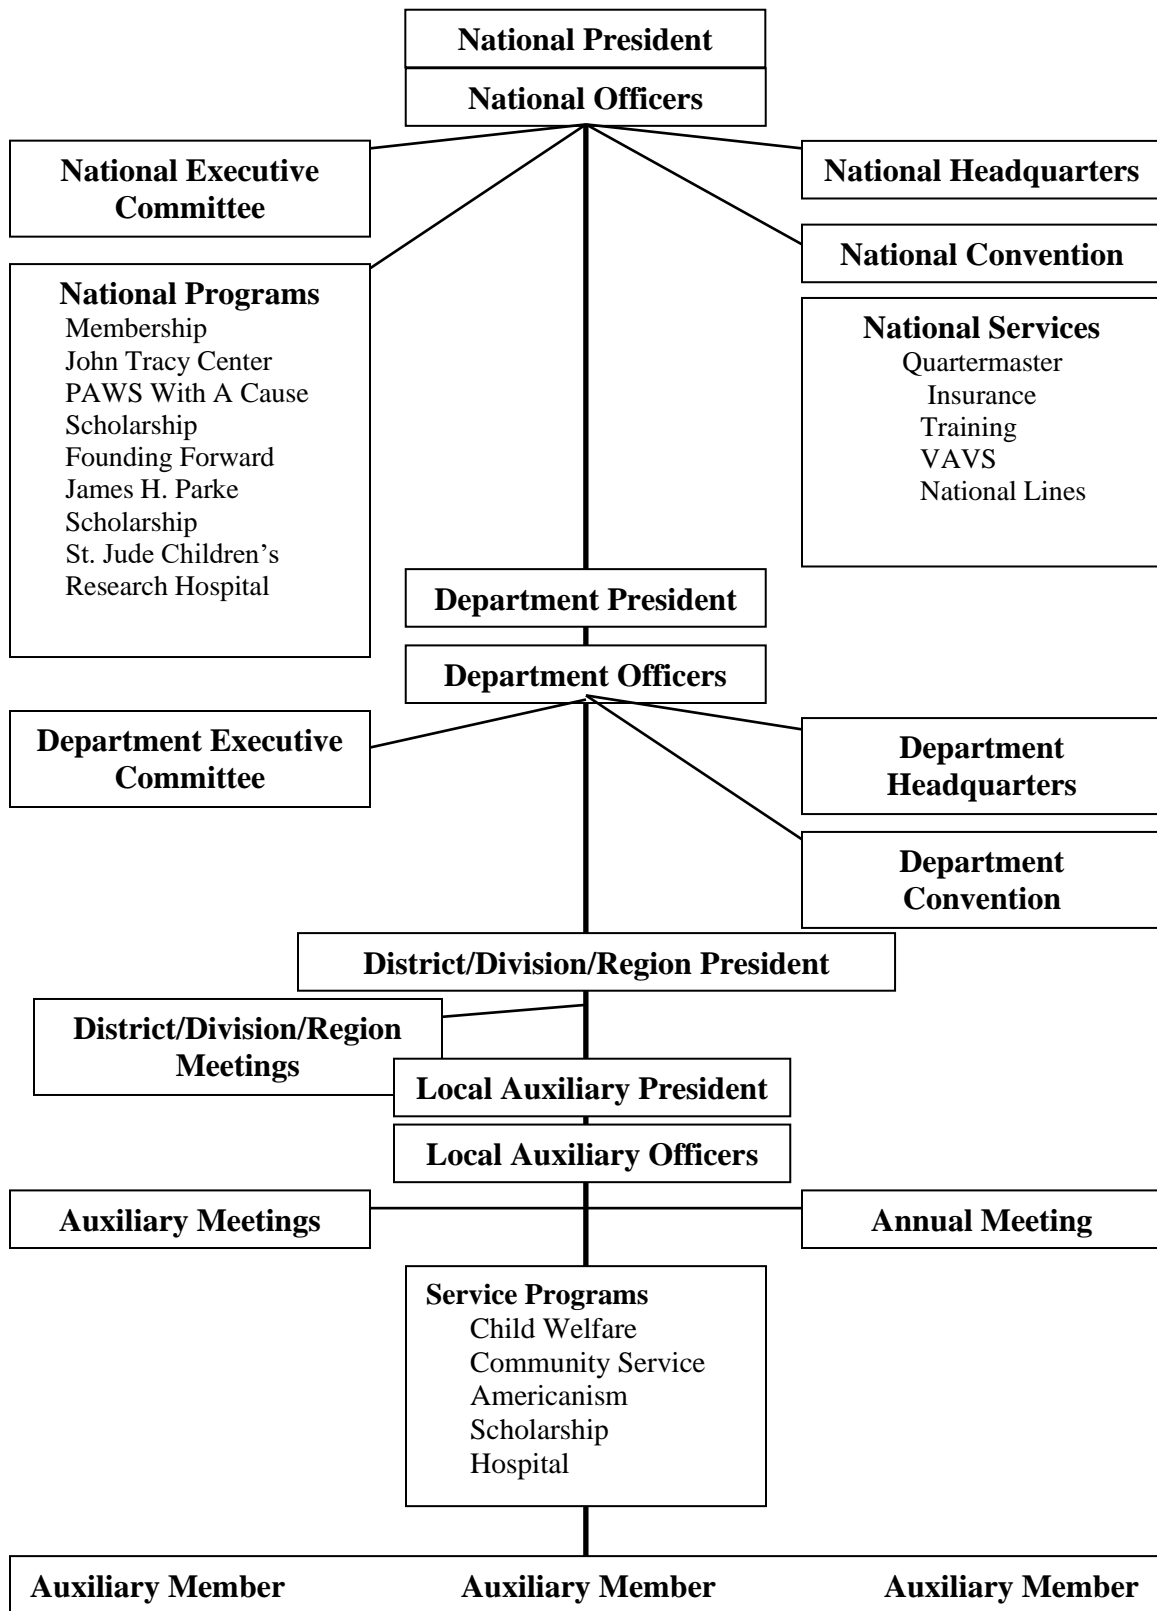 National President
National Officers
National Executive
Committee
National Headquarters
National Convention
National Programs
Membership
John Tracy Center
PAWS With A Cause
Scholarship
Founding Forward
James H. Parke
Scholarship
St. Jude Children’s
Research Hospital
National Services
Quartermaster
Insurance
Training
VAVS
National Lines
Department President
Department Officers
Department Executive
Committee
Department
Headquarters
Department
Convention
District/Division/Region President
District/Division/Region
Meetings
Local Auxiliary President
Local Auxiliary Officers
Auxiliary Meetings
Annual Meeting
Service Programs
Child Welfare
Community Service
Americanism
Scholarship
Hospital
Auxiliary Member Auxiliary Member Auxiliary Member